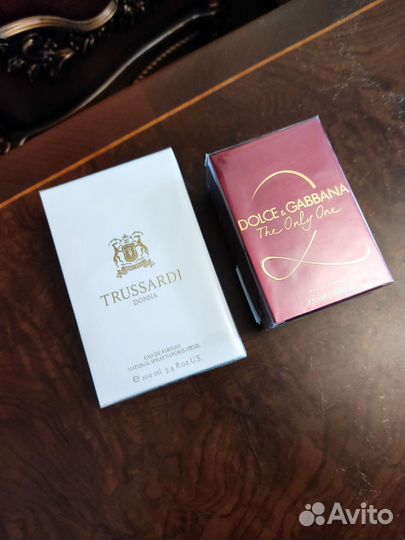 TRUSSARDI
DONNA
EAU DE PARFUM
NATURAL SPRAY VAPORISATEUR
e 100 ml 3.4 fl.oz.U.S.
DOLCE & GABBANA
The Only One
Avito